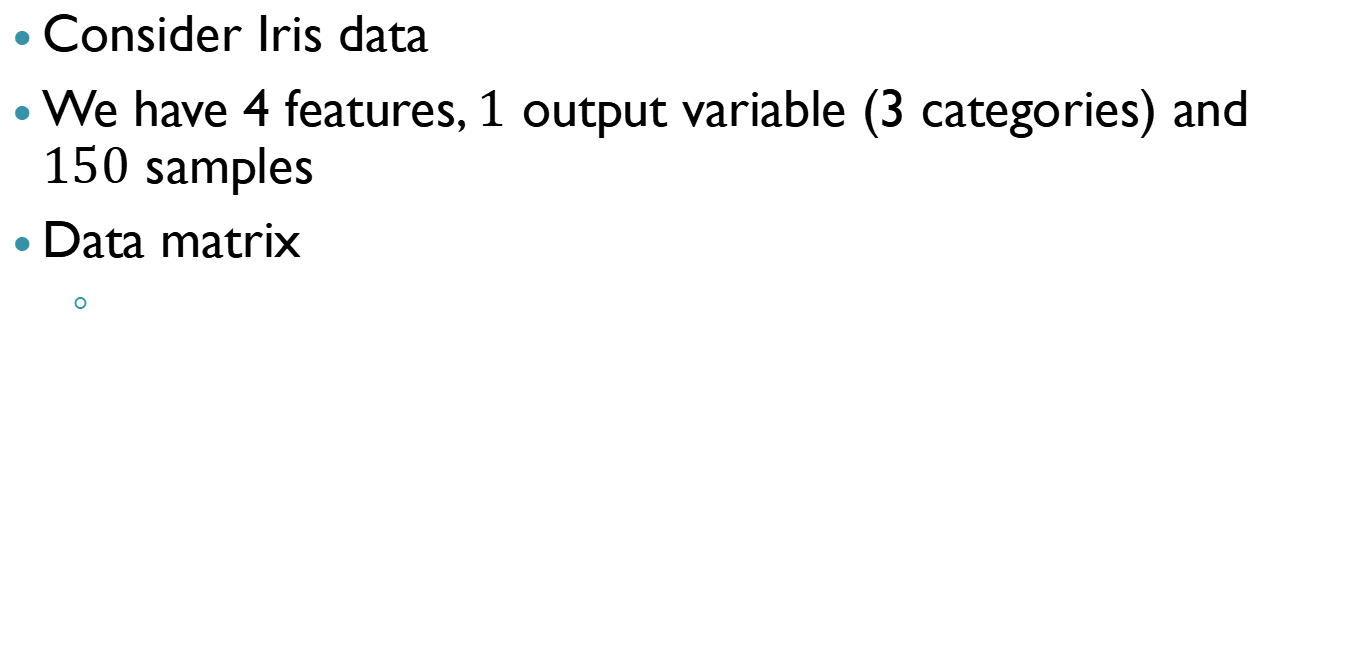 • Consider Iris data
• We have 4 features, 1 output variable (3 categories) and
150 samples
• Data matrix